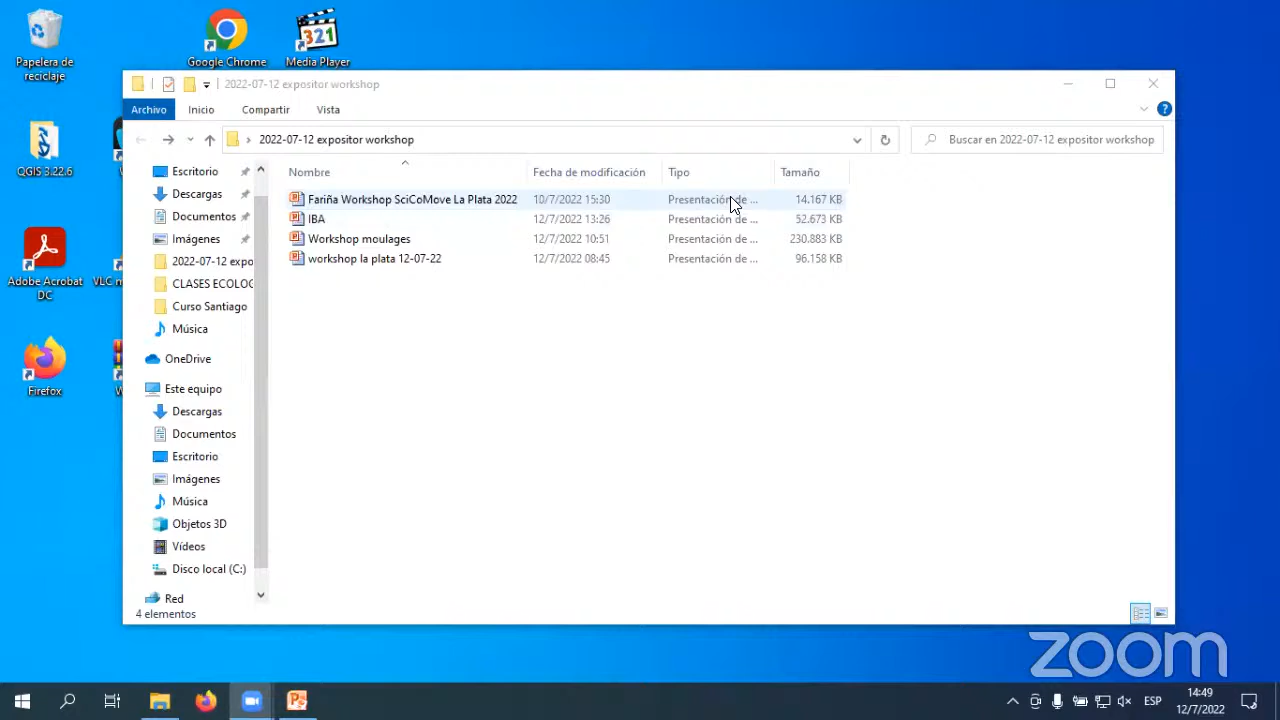 Papelera de
reciclaje
Google Chrome
321
Media Player
QGIS 3.22.6
Adobe Acrobat
DC
VLC m
Firefox
2022-07-12 expositor workshop
Archivo
Inicio
Compartir
Vista
2022-07-12 expositor workshop
Buscar en 2022-07-12 expositor workshop
Escritorio
Descargas
Documentos
Imágenes
2022-07-12 expo
CLASES ECOLOG
Curso Santiago
Música
OneDrive
Este equipo
Descargas
Documentos
Escritorio
Imágenes
Música
Objetos 3D
Vídeos
Disco local (C:)
Red
Nombre Fecha de modificación Tipo Tamaño
Fariña Workshop SciCoMove La Plata 2022 10/7/2022 15:30 Presentación de ... 14.167 KB
IBA 12/7/2022 13:26 Presentación de ... 52.673 KB
Workshop moulages 12/7/2022 10:51 Presentación de ... 230.883 KB
workshop la plata 12-07-22 12/7/2022 08:45 Presentación de ... 96.158 KB
4 elementos
zoom
ESP
14:49
12/7/2022